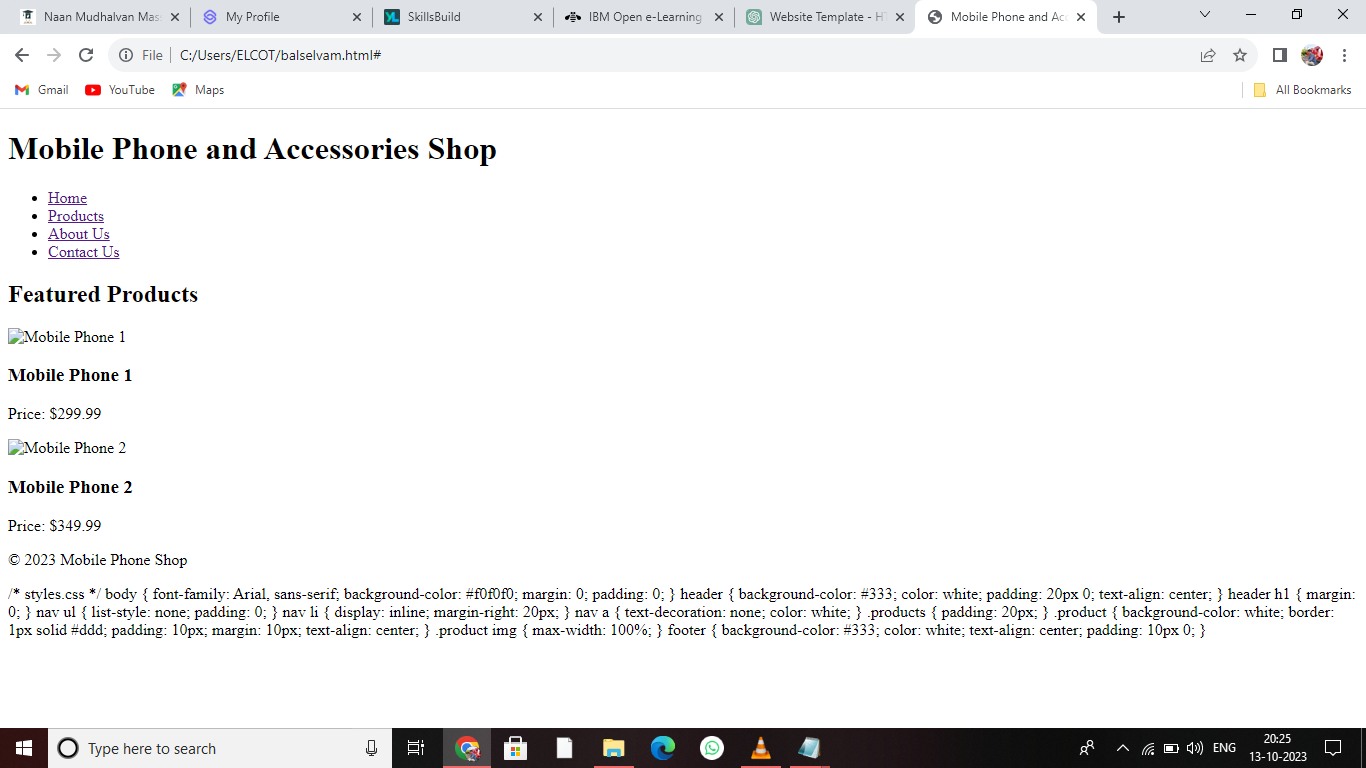 Naan Mudhalvan Mas
My Profile
SkillsBuild
IBM Open e-Learning
Website Template - HT
Mobile Phone and Acc
File
C:/Users/ELCOT/balselvam.html#
Gmail
YouTube
Maps
All Bookmarks
Mobile Phone and Accessories Shop
Home
Products
About Us
Contact Us
Featured Products
Mobile Phone 1
Mobile Phone 1
Price: $299.99
Mobile Phone 2
Mobile Phone 2
Price: $349.99
© 2023 Mobile Phone Shop
/* styles.css */ body { font-family: Arial, sans-serif; background-color: #f0f0f0; margin: 0; padding: 0; } header { background-color: #333; color: white; padding: 20px 0; text-align: center; } header h1 { margin:
0; } nav ul { list-style: none; padding: 0; } nav li { display: inline; margin-right: 20px; } nav a { text-decoration: none; color: white; } .products { padding: 20px; } .product { background-color: white; border:
1px solid #ddd; padding: 10px; margin: 10px; text-align: center; } .product img { max-width: 100%; } footer { background-color: #333; color: white; text-align: center; padding: 10px 0; }
Type here to search
ENG
20:25
13-10-2023